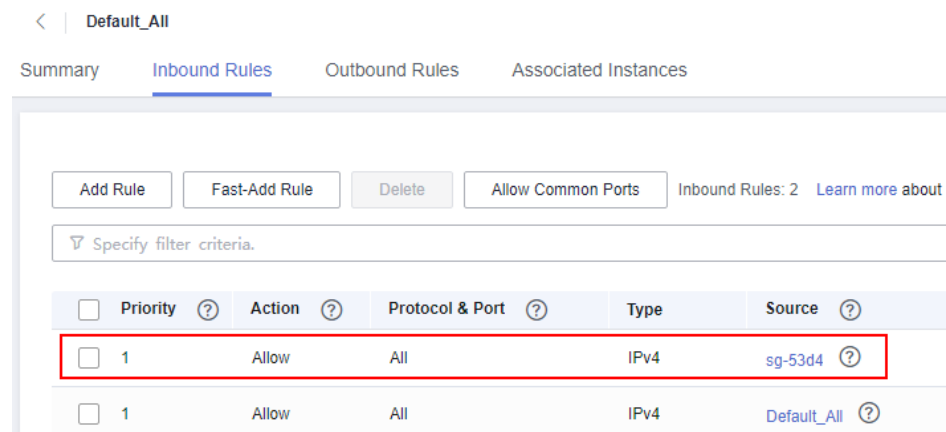 Default_All
Summary Inbound Rules Outbound Rules Associated Instances
Add Rule Fast-Add Rule Delete Allow Common Ports Inbound Rules: 2 Learn more about
Specify filter criteria.
Priority ? Action ? Protocol & Port ? Type Source ?
1 Allow All IPv4 sg-53d4 ?
1 Allow All IPv4 Default_All ?